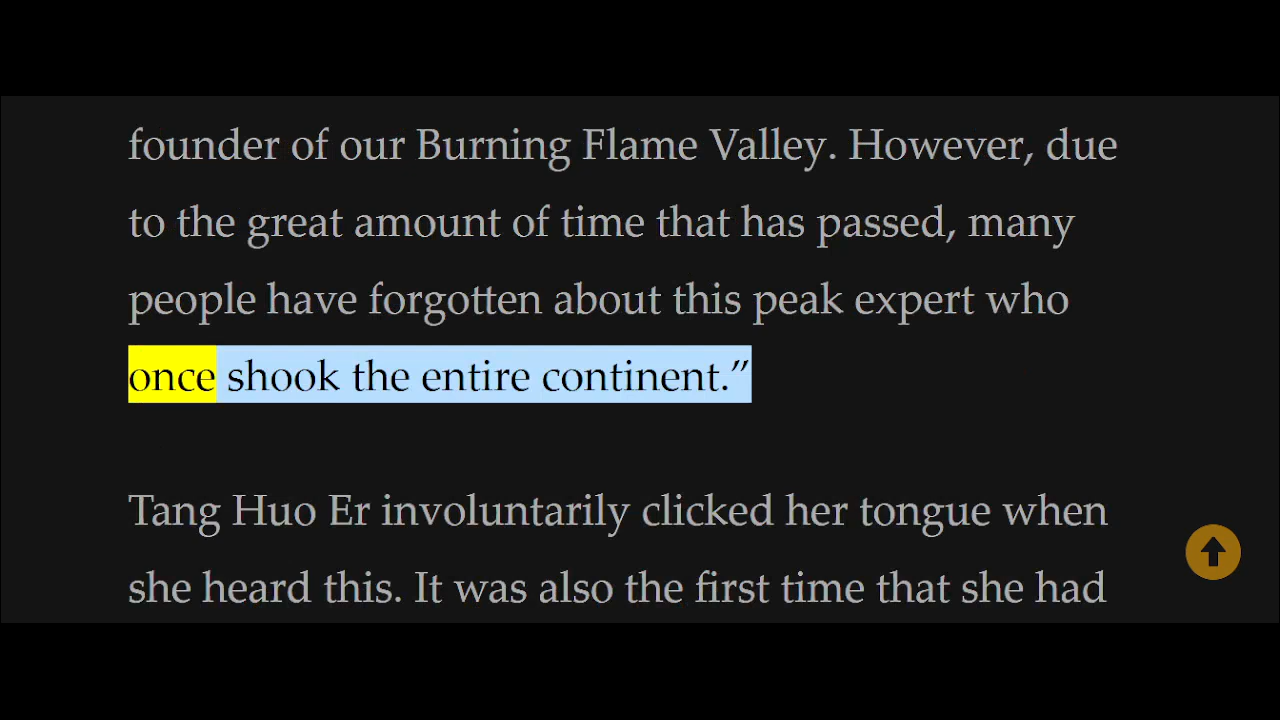 founder of our Burning Flame Valley. However, due
to the great amount of time that has passed, many
people have forgotten about this peak expert who
once shook the entire continent.”
Tang Huo Er involuntarily clicked her tongue when
she heard this. It was also the first time that she had